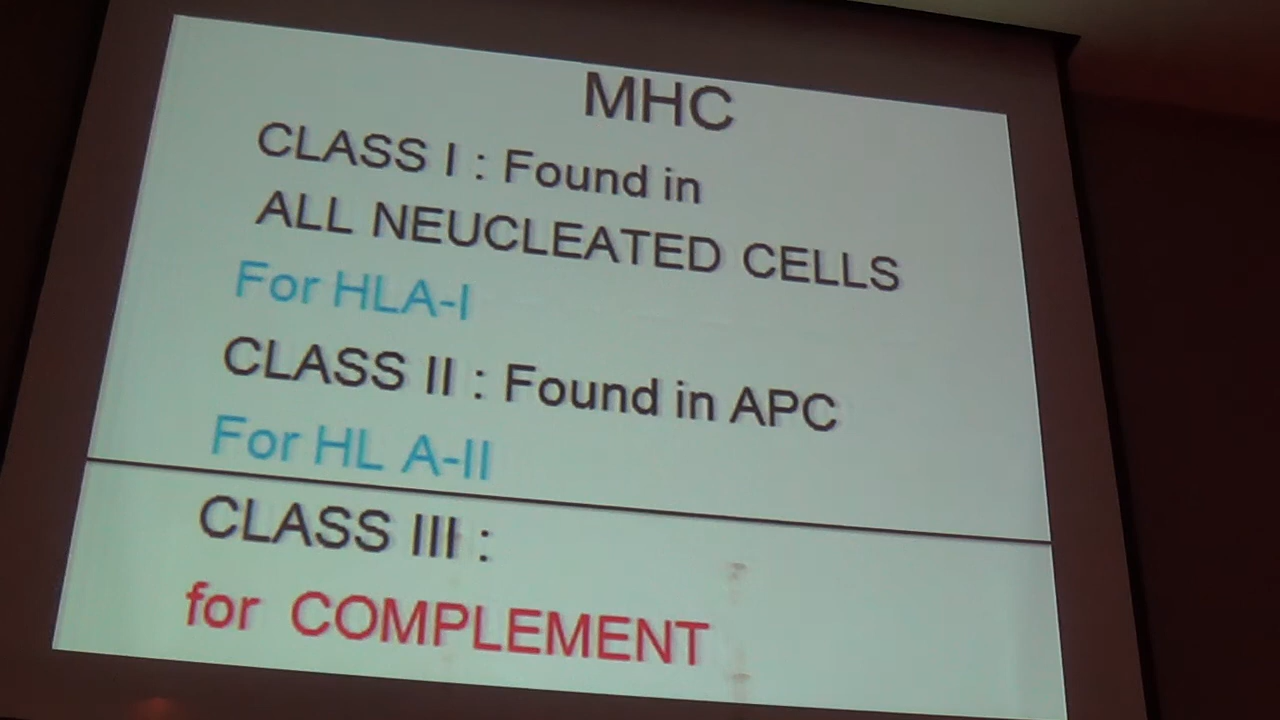 MHC
CLASS I : Found in
ALL NEUCLEATED CELLS
For HLA-I
CLASS II : Found in APC
For HL A-II
CLASS III :
for COMPLEMENT